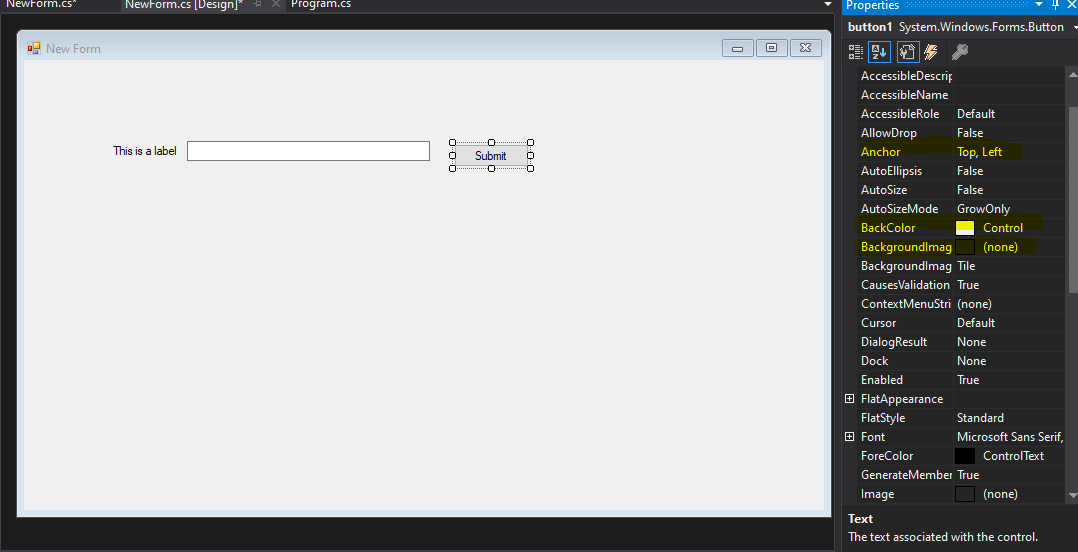 NewForm.cs*
NewForm.cs [Design]*
Program.cs
New Form
This is a label
Submit
Properties
button1 System.Windows.Forms.Button
AccessibleDescrip
AccessibleName
AccessibleRole Default
AllowDrop False
Anchor Top, Left
AutoEllipsis False
AutoSize False
AutoSizeMode GrowOnly
BackColor Control
BackgroundImag (none)
BackgroundImag Tile
CausesValidation True
ContextMenuStri (none)
Cursor Default
DialogResult None
Dock None
Enabled True
FlatAppearance
FlatStyle Standard
Font Microsoft Sans Serif,
ForeColor ControlText
GenerateMember True
Image (none)
Text
The text associated with the control.